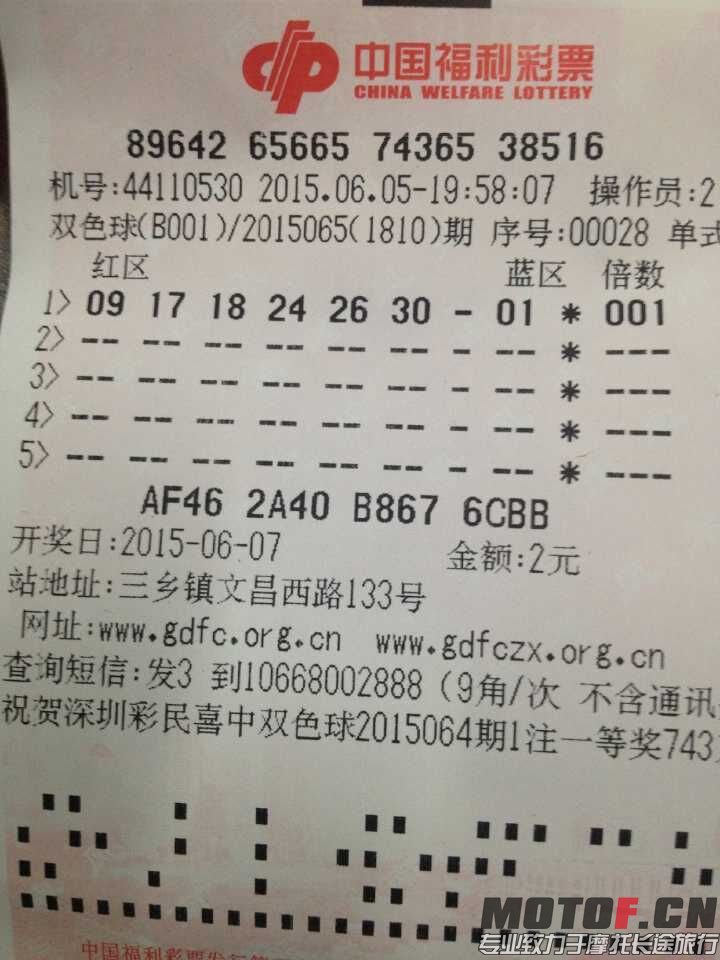 中国福利彩票
CHINA WELFARE LOTTERY
89642 65665 74365 38516
机号:44110530 2015.06.05-19:58:07 操作员:2
双色球(B001)/2015065(1810)期 序号:00028 单式
红区 蓝区 倍数
1> 09 17 18 24 26 30 - 01 * 001
2> -- -- -- -- -- -- - -- * ---
3> -- -- -- -- -- -- - -- * ---
4> -- -- -- -- -- -- - -- * ---
5> -- -- -- -- -- -- - -- * ---
AF46 2A40 B867 6CBB
开奖日:2015-06-07 金额:2元
站地址:三乡镇文昌西路133号
网址:www.gdfc.org.cn www.gdfczx.org.cn
查询短信:发3 到10668002888 (9角/次 不含通讯
祝贺深圳彩民喜中双色球2015064期1注一等奖743
MOTOF.CN
专业致力于摩托长途旅行
中国福利彩票发行